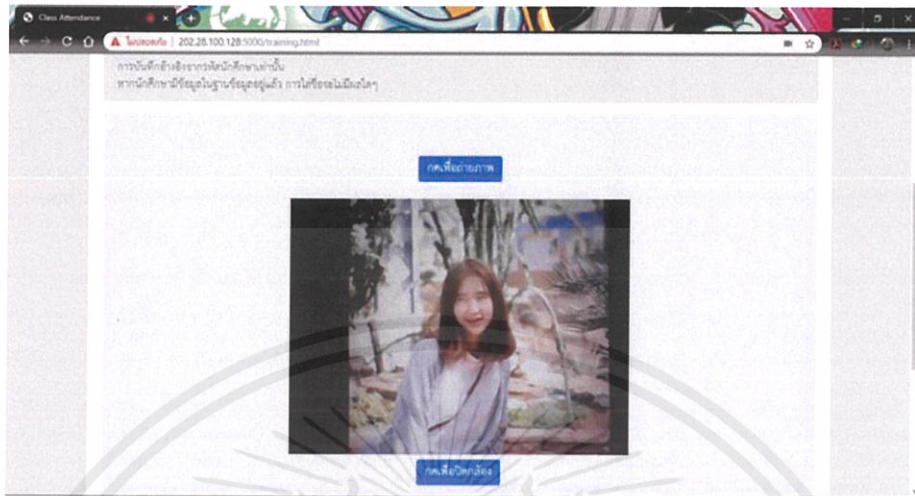 Class Attendance
ไม่ปลอดภัย | 202.28.100.128:5000/training.html
การบันทึกอ้างอิงจากรหัสนักศึกษาเท่านั้น
หากนักศึกษามีข้อมูลในฐานข้อมูลอยู่แล้ว การใส่ชื่อจะไม่มีผลใดๆ
กดเพื่อถ่ายภาพ
กดเพื่อปิดกล้อง